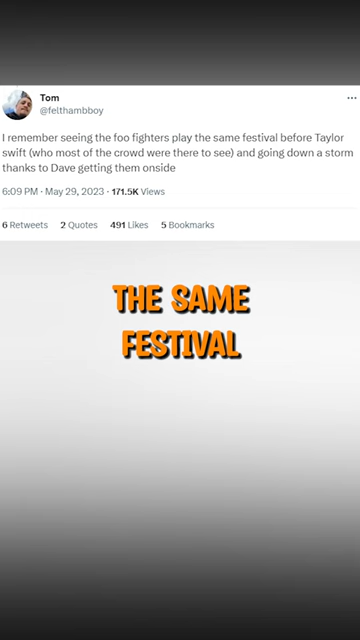 Tom
@felthambboy
I remember seeing the foo fighters play the same festival before Taylor
swift (who most of the crowd were there to see) and going down a storm
thanks to Dave getting them onside
6:09 PM · May 29, 2023 · 171.5K Views
6 Retweets 2 Quotes 491 Likes 5 Bookmarks
THE SAME
FESTIVAL